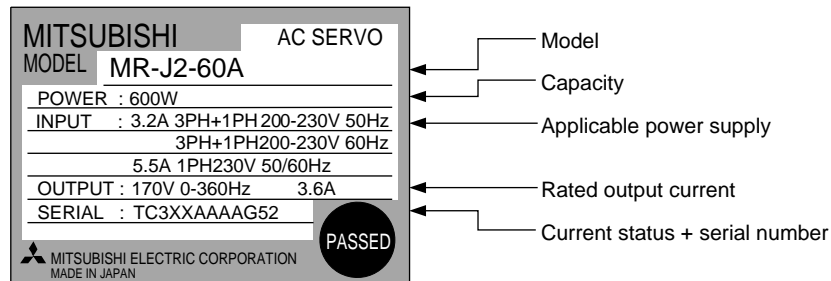 MITSUBISHI AC SERVO
MODEL MR-J2-60A
POWER : 600W
INPUT : 3.2A 3PH+1PH 200-230V 50Hz
3PH+1PH200-230V 60Hz
5.5A 1PH230V 50/60Hz
OUTPUT : 170V 0-360Hz 3.6A
SERIAL : TC3XXAAAAG52
PASSED
MITSUBISHI ELECTRIC CORPORATION
MADE IN JAPAN
Model
Capacity
Applicable power supply
Rated output current
Current status + serial number